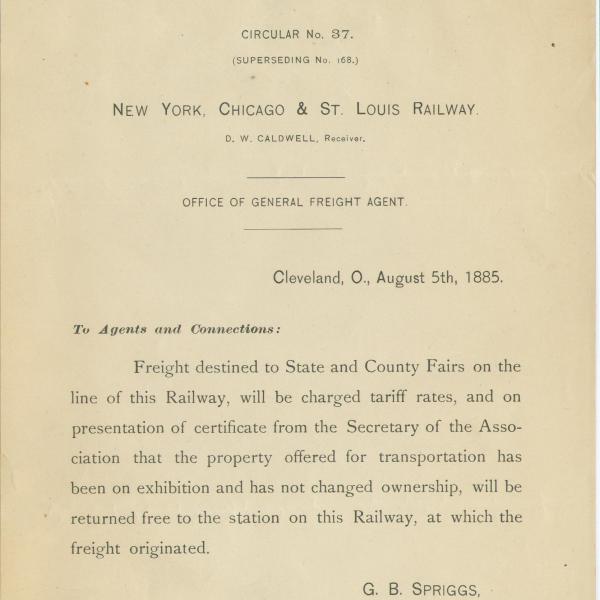 CIRCULAR No. 37.
(SUPERSEDING No. 168.)
NEW YORK, CHICAGO & ST. LOUIS RAILWAY.
D. W. CALDWELL, Receiver.
OFFICE OF GENERAL FREIGHT AGENT.
Cleveland, O., August 5th, 1885.
To Agents and Connections:
Freight destined to State and County Fairs on the
line of this Railway, will be charged tariff rates, and on
presentation of certificate from the Secretary of the Asso-
ciation that the property offered for transportation has
been on exhibition and has not changed ownership, will be
returned free to the station on this Railway, at which the
freight originated.
G. B. SPRIGGS,